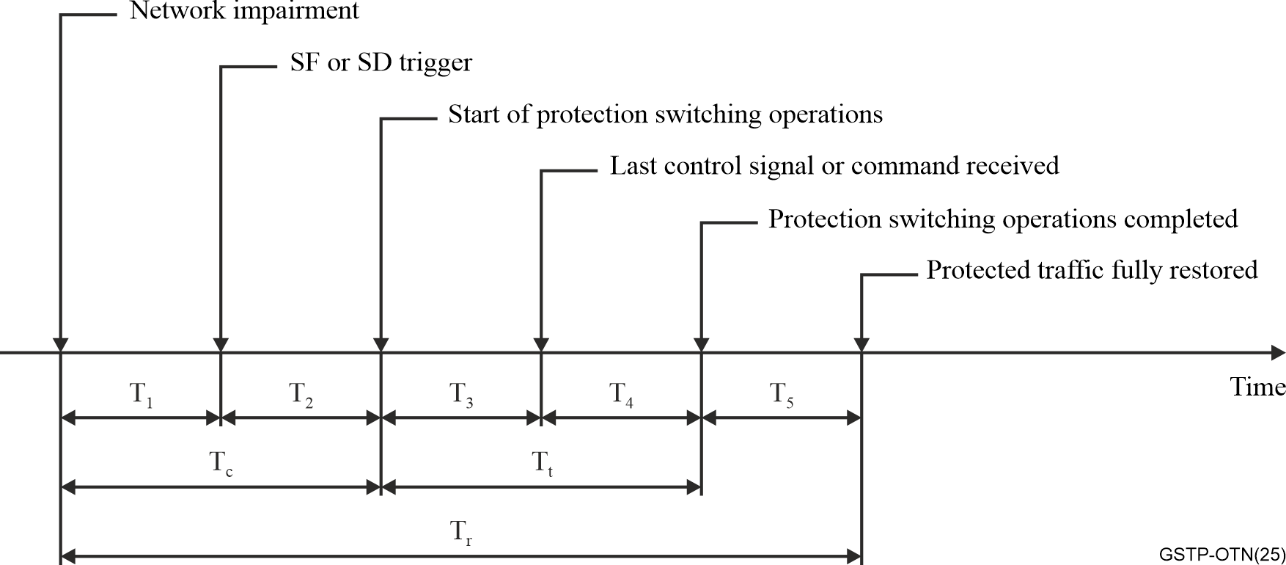 Network impairment
SF or SD trigger
Start of protection switching operations
Last control signal or command received
Protection switching operations completed
Protected traffic fully restored
Time
T1 T2 T3 T4 T5
Tc Tt
Tr
GSTP-OTN(25)